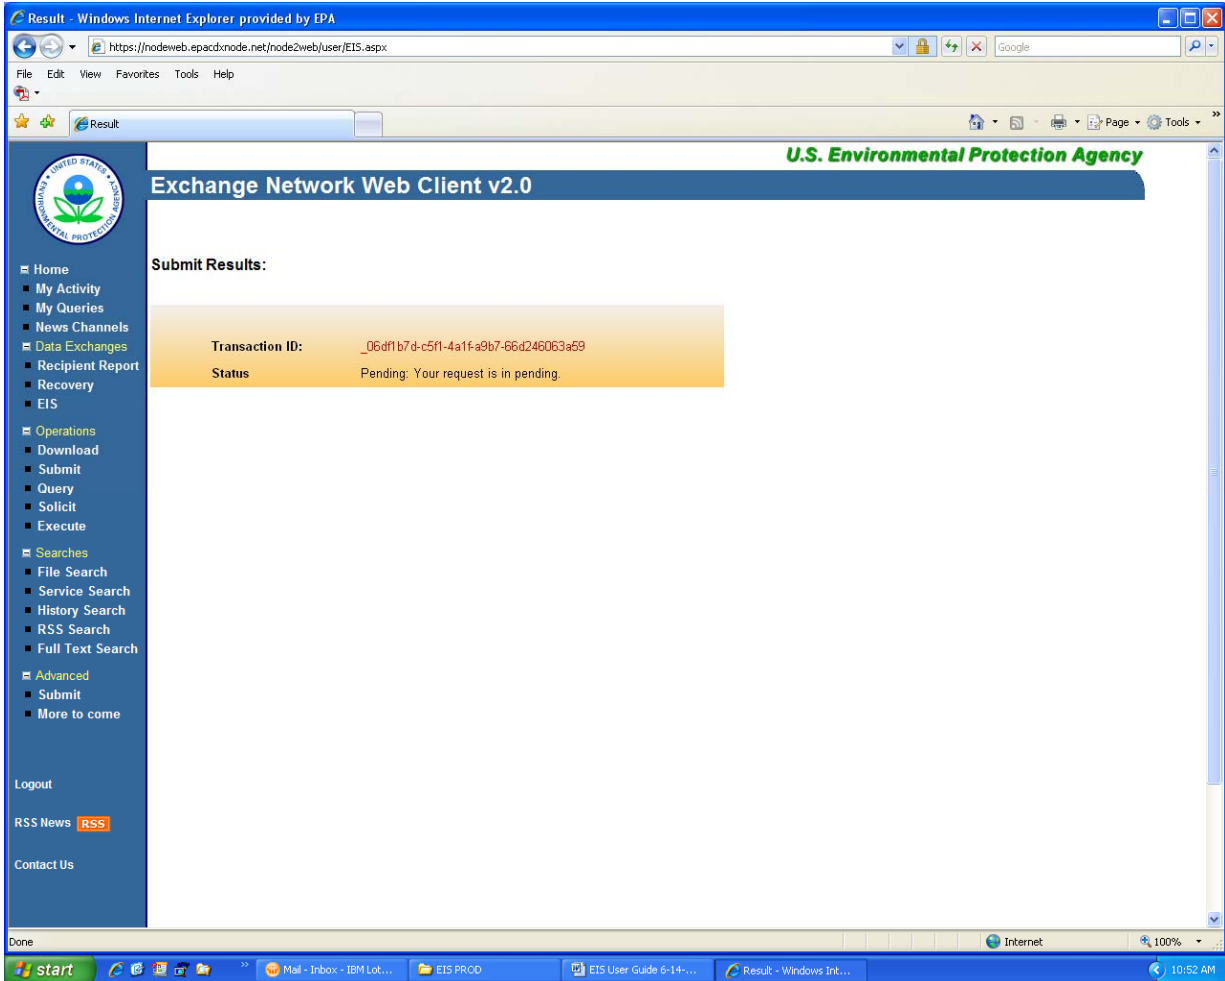 Result - Windows Internet Explorer provided by EPA
https://nodeweb.epacdxnode.net/node2web/user/EIS.aspx
Google
File Edit View Favorites Tools Help
Result
Page Tools
U.S. Environmental Protection Agency
UNITED STATES ENVIRONMENTAL PROTECTION AGENCY
Exchange Network Web Client v2.0
Home
My Activity
My Queries
News Channels
Data Exchanges
Recipient Report
Recovery
EIS
Operations
Download
Submit
Query
Solicit
Execute
Searches
File Search
Service Search
History Search
RSS Search
Full Text Search
Advanced
Submit
More to come
Logout
RSS News RSS
Contact Us
Submit Results:
Transaction ID: _06df1b7d-c5f1-4a1f-a9b7-66d246063a59
Status Pending: Your request is in pending.
Done Internet 100%
start Mail - Inbox - IBM Lot... EIS PROD EIS User Guide 6-14-... Result - Windows Int... 10:52 AM